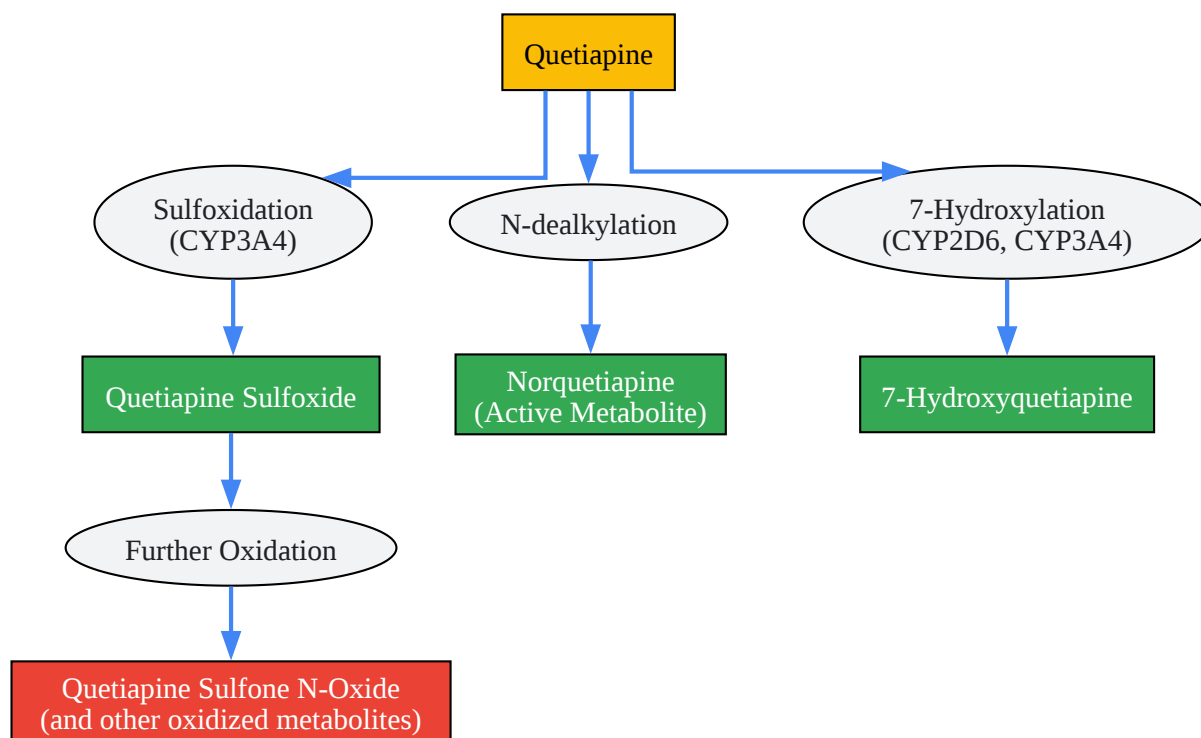 Quetiapine
Sulfoxidation
(CYP3A4)
N-dealkylation
7-Hydroxylation
(CYP2D6, CYP3A4)
Quetiapine Sulfoxide
Norquetiapine
(Active Metabolite)
7-Hydroxyquetiapine
Further Oxidation
Quetiapine Sulfone N-Oxide
(and other oxidized metabolites)